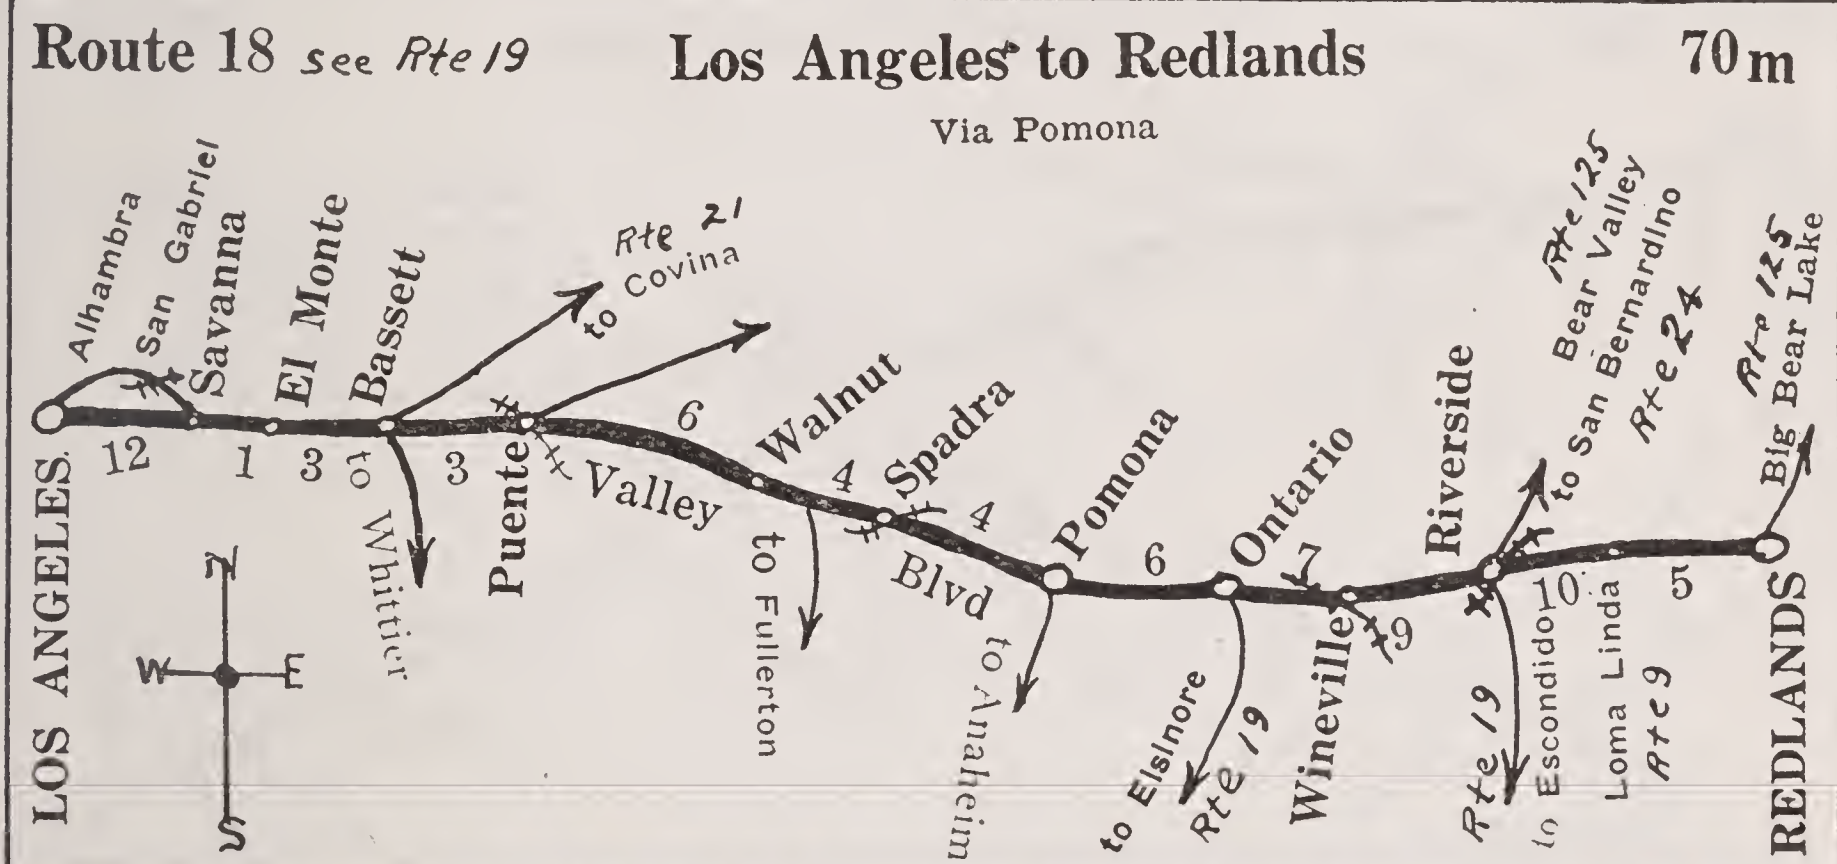 Route 18 see Rte 19
Los Angeles to Redlands
70 m
Via Pomona
Alhambra
San Gabriel
Savanna
El Monte
Bassett
Rte 21
to Covina
Walnut
Spadra
Pomona
Ontario
Riverside
Rte 125
Bear Valley
to San Bernardino
Rte 24
Rte 125
Big Bear Lake
12
1
3
3
6
4
4
6
7
9
10
5
LOS ANGELES.
to Whittier
Puente
Valley
Blvd
to Fullerton
to Anaheim
to Elsinore
Rte 19
Wineville
Rte 19
to Escondido
Loma Linda
Rte 9
REDLANDS
N
W
E
S